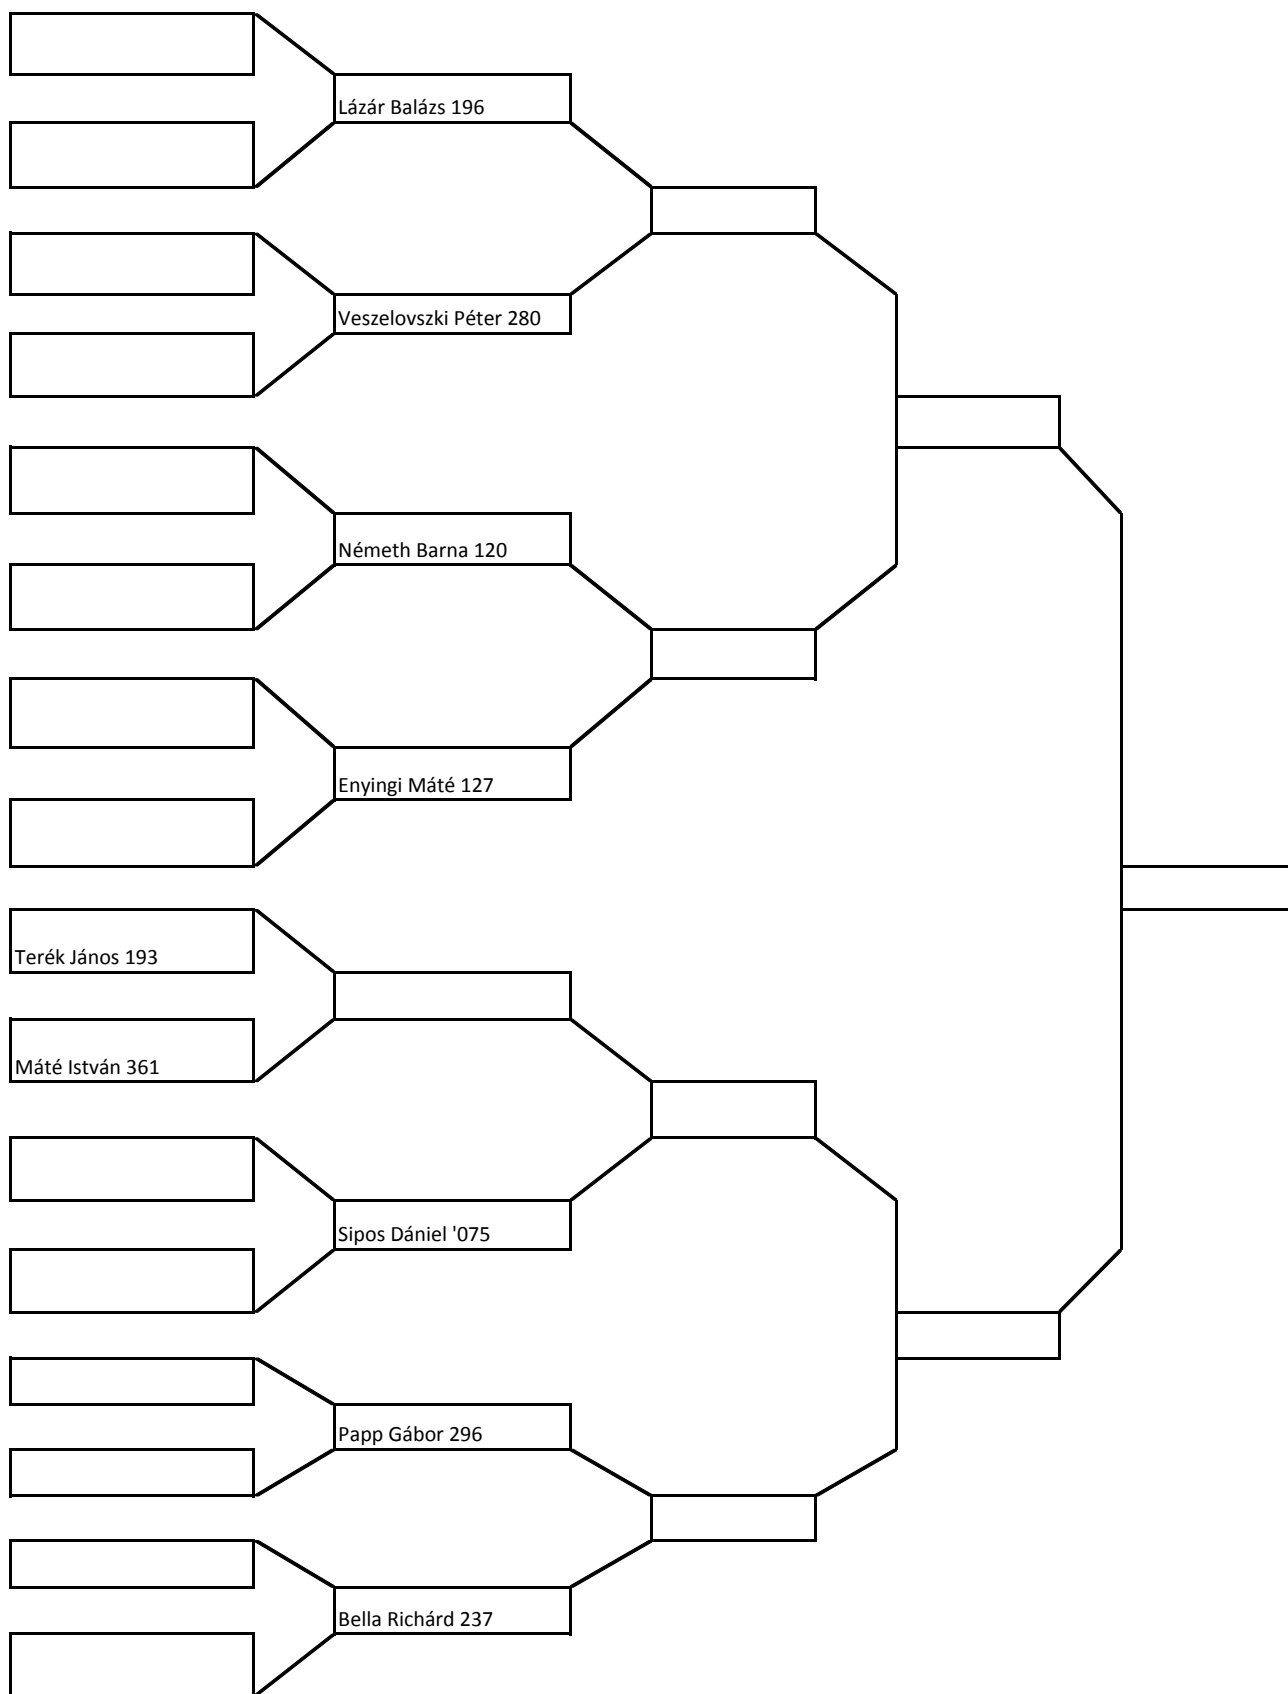 Lázár Balázs 196
Veszelovszki Péter 280
Németh Barna 120
Enyingi Máté 127
Terék János 193
Máté István 361
Sipos Dániel '075
Papp Gábor 296
Bella Richárd 237